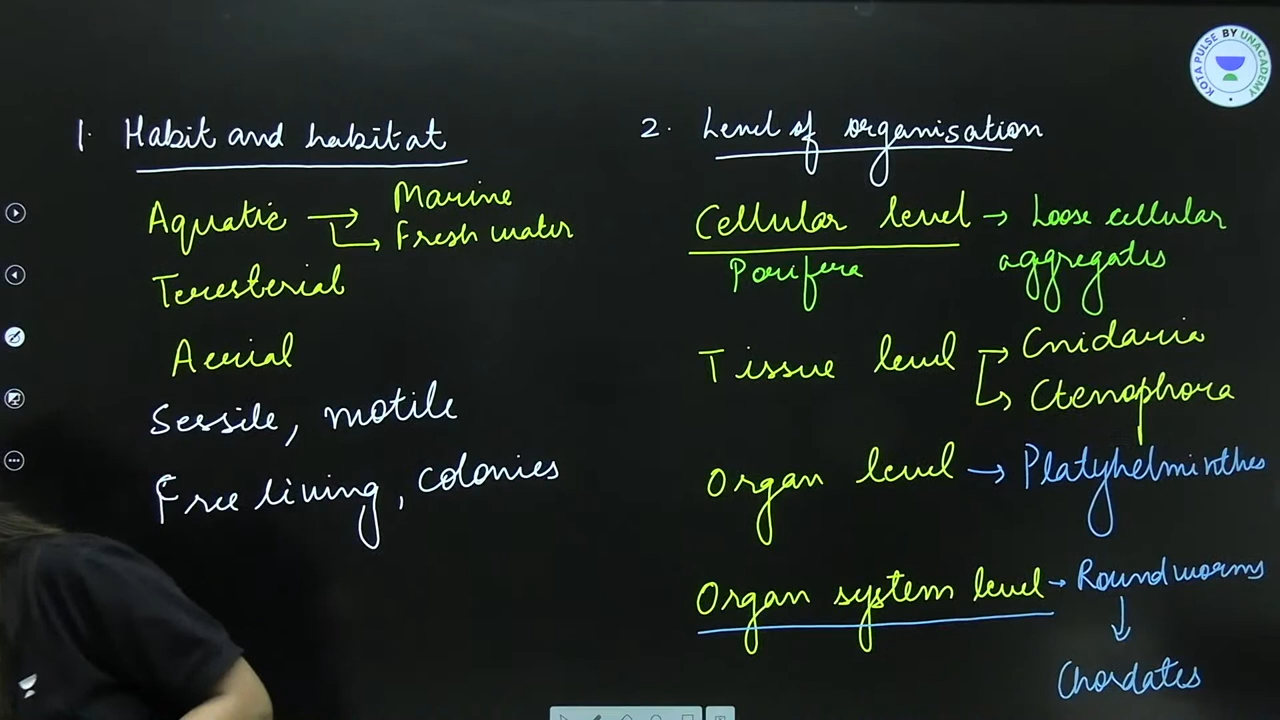 KOTA PULSE BY UNACADEMY
1. Habit and habitat
Aquatic → Marine
→ Fresh water
Terresterial
Aerial
Sessile, motile
Free living, colonies
2. Level of organisation
Cellular level → Loose cellular
Porifera aggregates
Tissue level → Cnidaria
→ Ctenophora
Organ level → Platyhelminthes
Organ system level → Roundworms
↓
Chordates